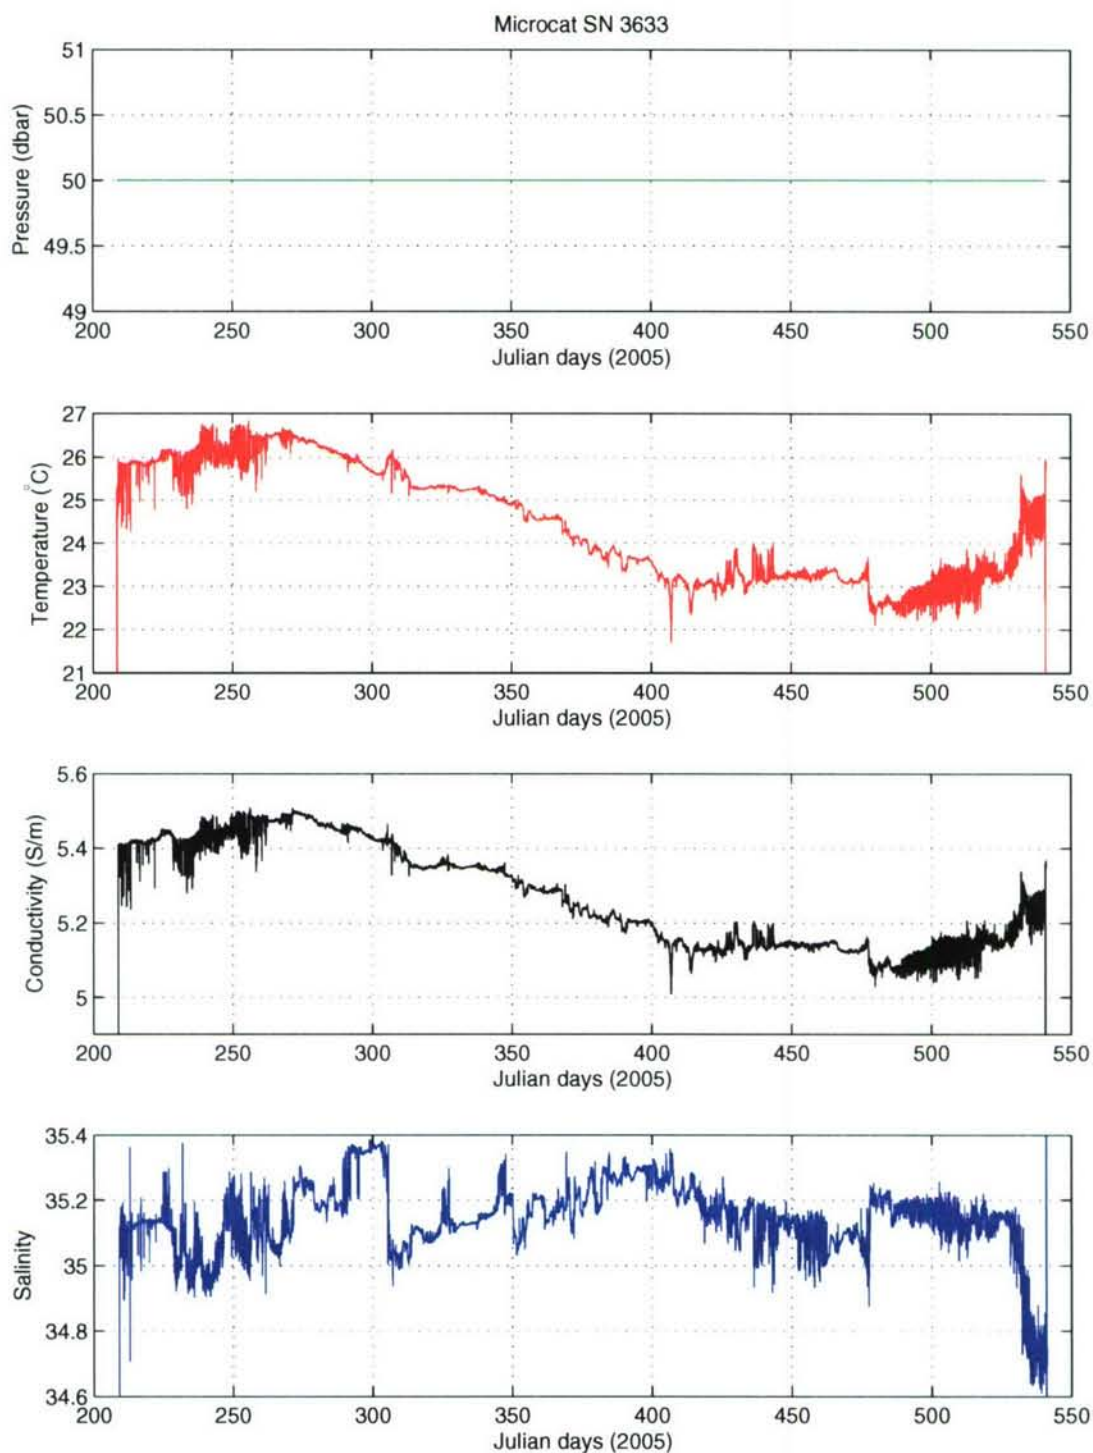 Microcat SN 3633
51
50.5
50
49.5
49
Pressure (dbar)
200 250 300 350 400 450 500 550
Julian days (2005)
27
26
25
24
23
22
21
Temperature (°C)
200 250 300 350 400 450 500 550
Julian days (2005)
5.6
5.4
5.2
5
Conductivity (S/m)
200 250 300 350 400 450 500 550
Julian days (2005)
35.4
35.2
35
34.8
34.6
Salinity
200 250 300 350 400 450 500 550
Julian days (2005)